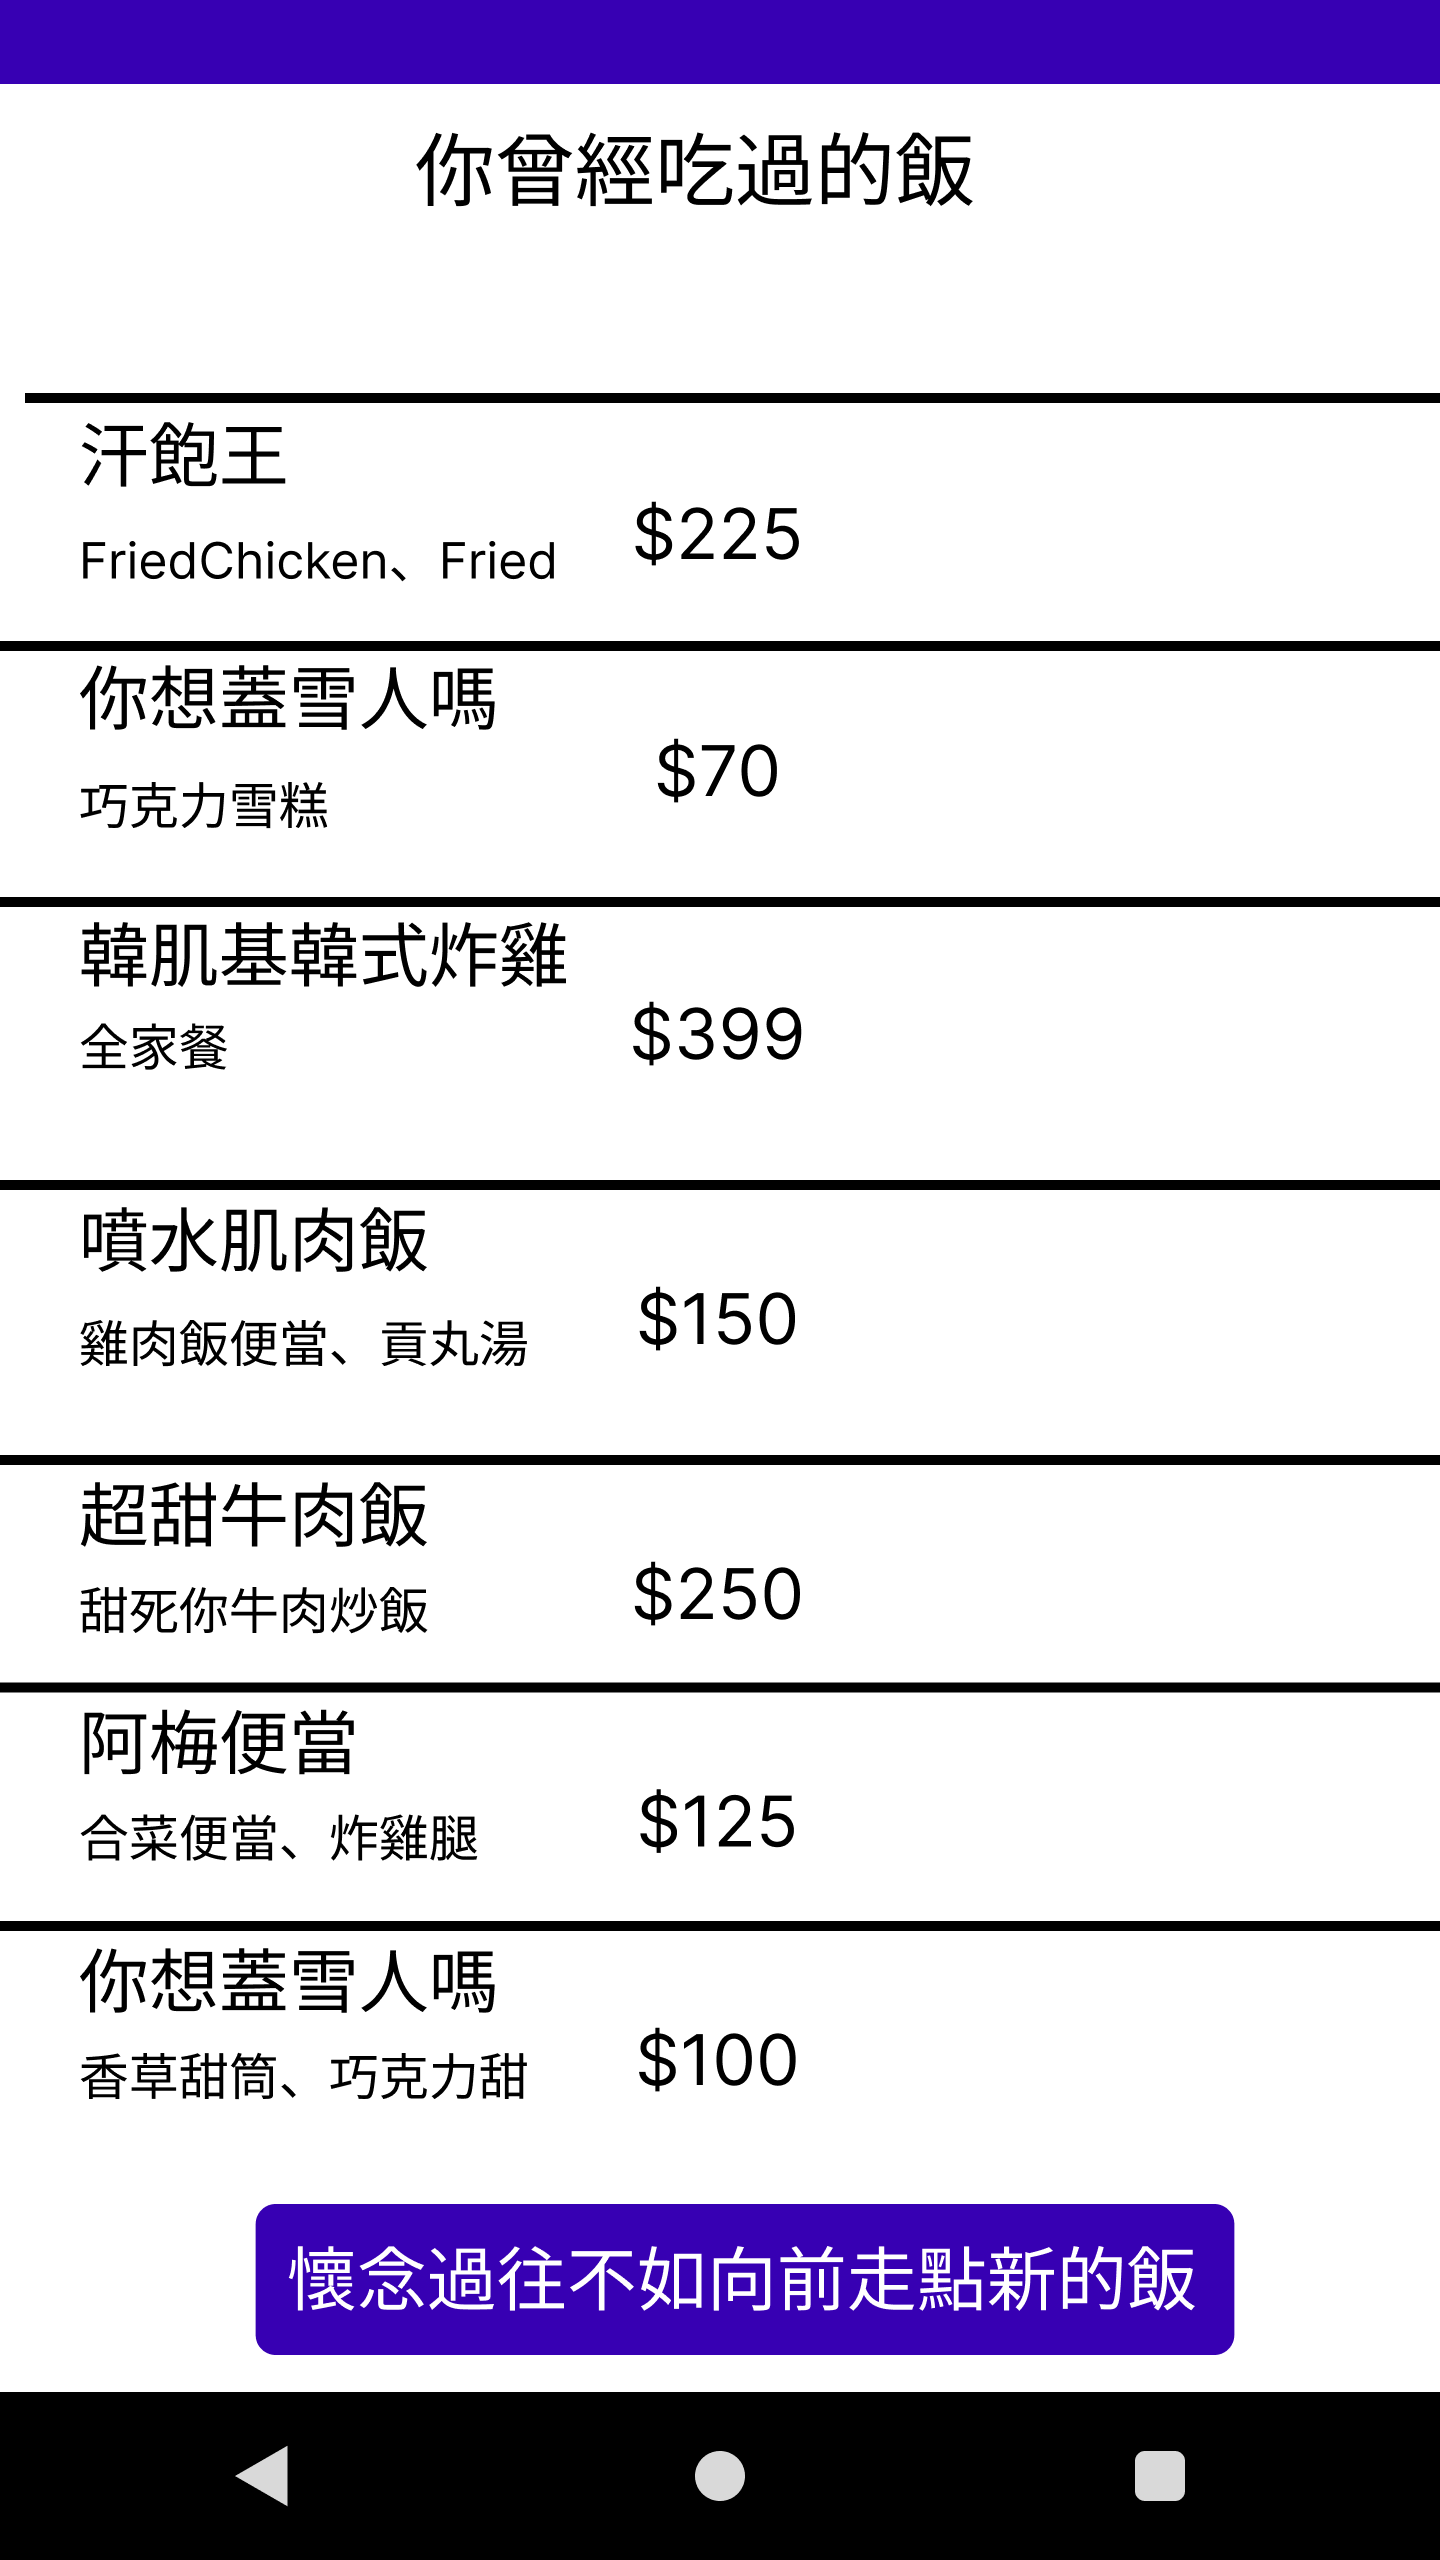 你曾經吃過的飯
汗飽王
FriedChicken、Fried
$225
你想蓋雪人嗎
巧克力雪糕
$70
韓肌基韓式炸雞
全家餐
$399
噴水肌肉飯
雞肉飯便當、貢丸湯
$150
超甜牛肉飯
甜死你牛肉炒飯
$250
阿梅便當
合菜便當、炸雞腿
$125
你想蓋雪人嗎
香草甜筒、巧克力甜
$100
懷念過往不如向前走點新的飯